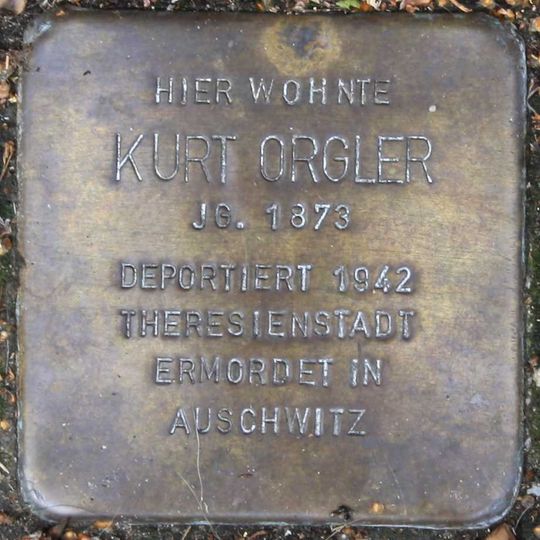 HIER WOHNTE
KURT ORGLER
JG. 1873
DEPORTIERT 1942
THERESIENSTADT
ERMORDET IN
AUSCHWITZ